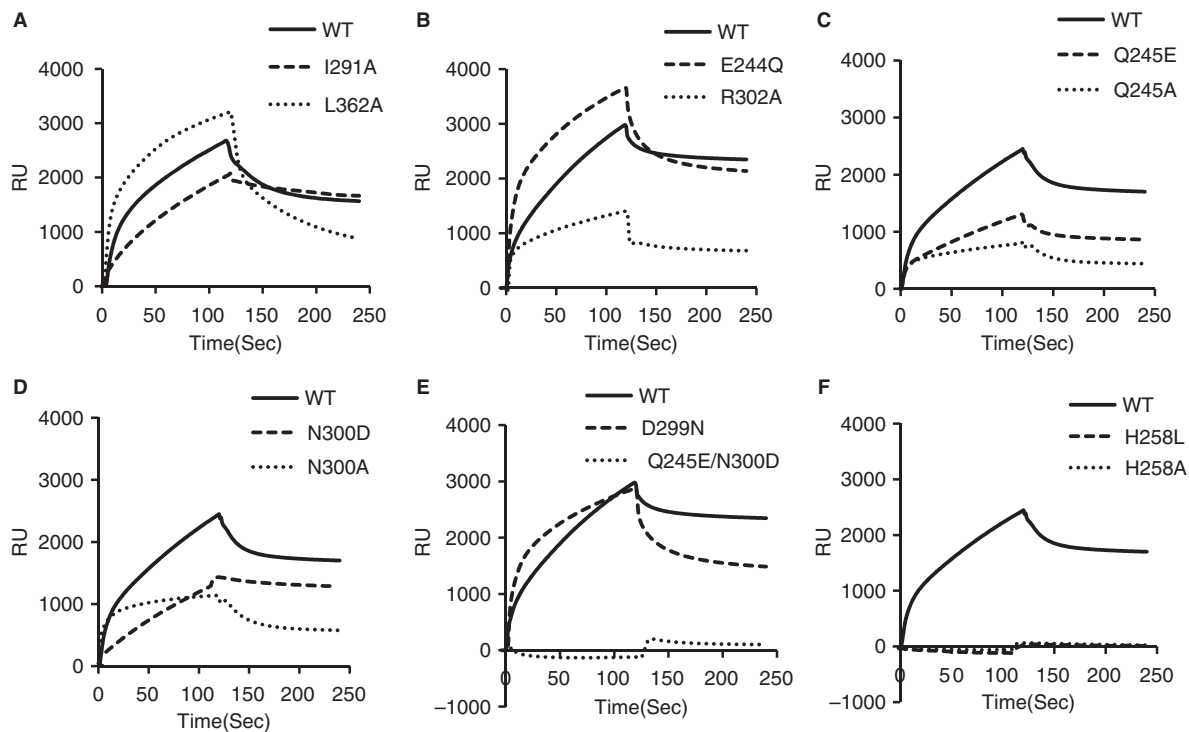 A
WT
I291A
L362A
4000
3000
2000
1000
0
RU
0 50 100 150 200 250
Time(Sec)
B
WT
E244Q
R302A
4000
3000
2000
1000
0
RU
0 50 100 150 200 250
Time(Sec)
C
WT
Q245E
Q245A
4000
3000
2000
1000
0
RU
0 50 100 150 200 250
Time(Sec)
D
WT
N300D
N300A
4000
3000
2000
1000
0
RU
0 50 100 150 200 250
Time(Sec)
E
WT
D299N
Q245E/N300D
4000
3000
2000
1000
0
–1000
RU
0 50 100 150 200 250
Time(Sec)
F
WT
H258L
H258A
4000
3000
2000
1000
0
–1000
RU
0 50 100 150 200 250
Time(Sec)